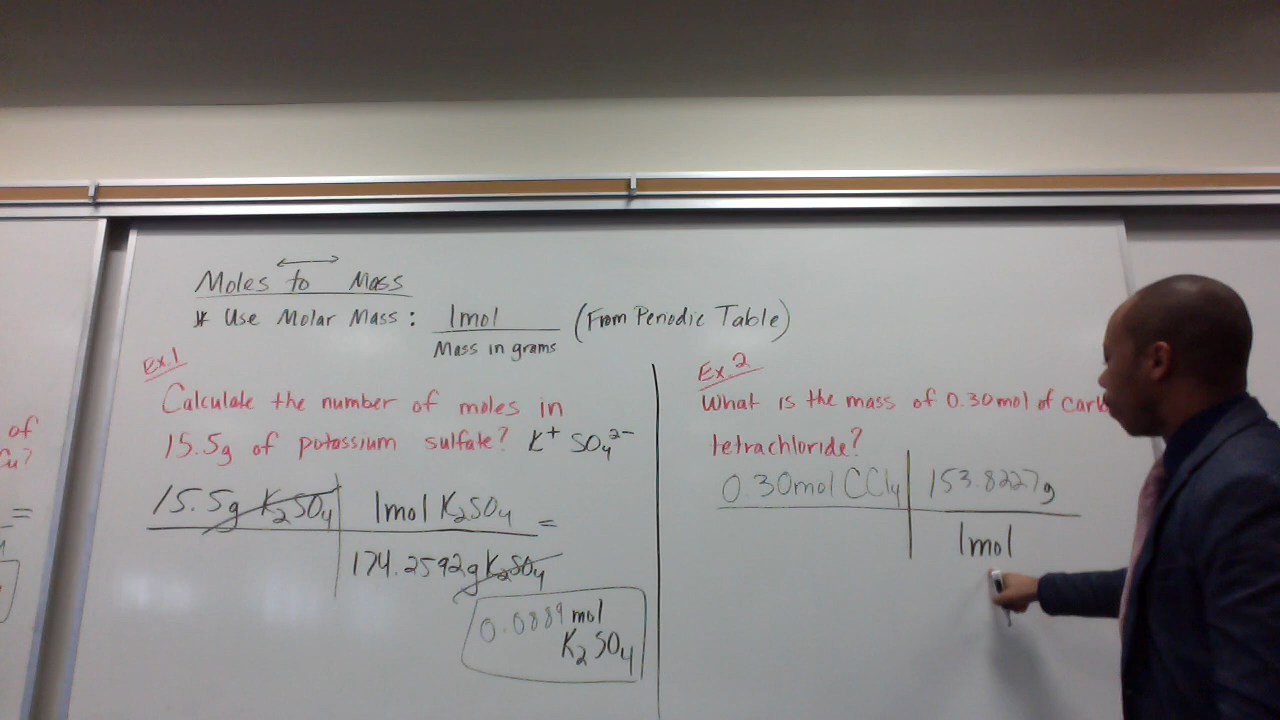 Moles to Mass
* Use Molar Mass: 1mol (From Periodic Table)
Mass in grams
Ex.1
Calculate the number of moles in
15.5g of potassium sulfate? K+ SO4 2-
15.5g K2SO4 1mol K2SO4 =
174.2592g K2SO4
0.0889 mol
K2SO4
Ex.2
What is the mass of 0.30mol of
tetrachloride?
0.30mol CCl4 153.8227g
1mol
of
Cu?
=